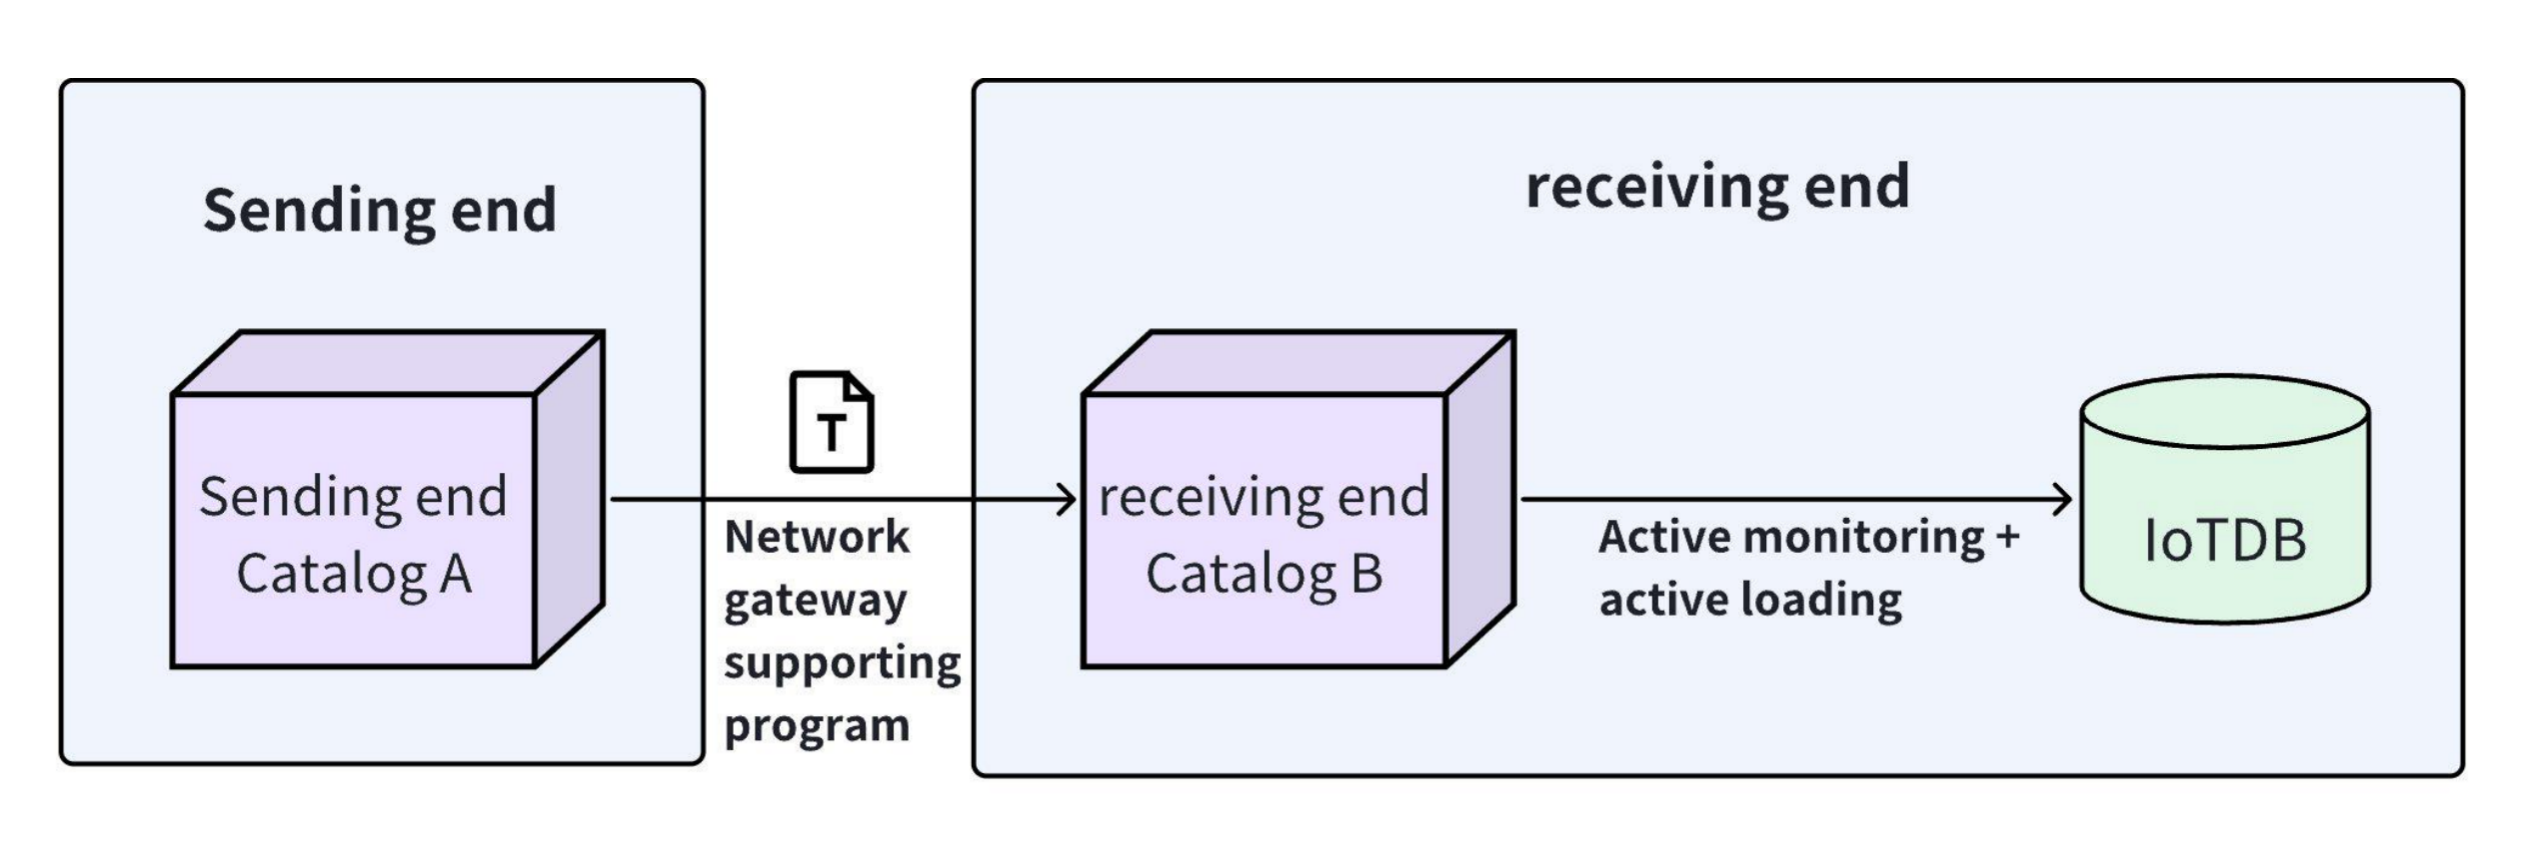 Sending end
receiving end
Sending end
Catalog A
T
Network
gateway
supporting
program
receiving end
Catalog B
Active monitoring +
active loading
IoTDB